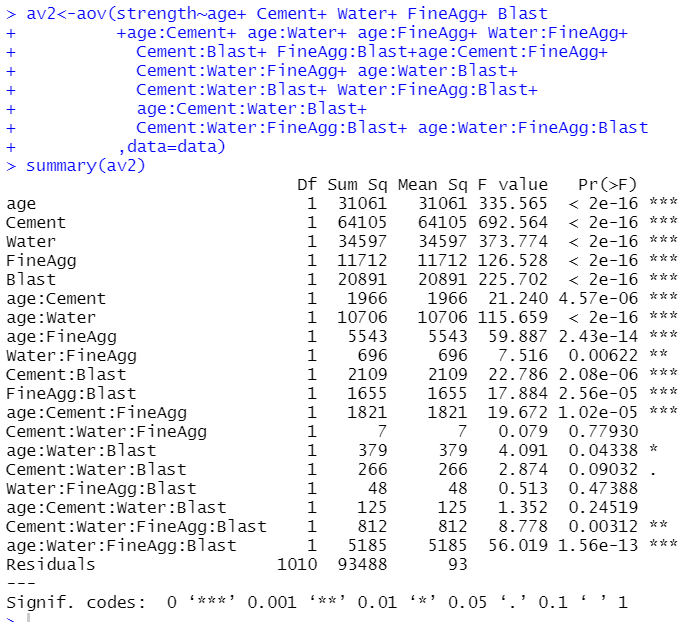 > av2<-aov(strength~age+ Cement+ Water+ FineAgg+ Blast
+          +age:Cement+ age:Water+ age:FineAgg+ Water:FineAgg+
+            Cement:Blast+ FineAgg:Blast+age:Cement:FineAgg+
+            Cement:Water:FineAgg+ age:Water:Blast+
+            Cement:Water:Blast+ Water:FineAgg:Blast+
+            age:Cement:Water:Blast+
+            Cement:Water:FineAgg:Blast+ age:Water:FineAgg:Blast
+          ,data=data)
> summary(av2)
                             Df Sum Sq Mean Sq F value   Pr(>F)
age                           1  31061   31061 335.565  < 2e-16 ***
Cement                        1  64105   64105 692.564  < 2e-16 ***
Water                         1  34597   34597 373.774  < 2e-16 ***
FineAgg                       1  11712   11712 126.528  < 2e-16 ***
Blast                         1  20891   20891 225.702  < 2e-16 ***
age:Cement                    1   1966    1966  21.240 4.57e-06 ***
age:Water                     1  10706   10706 115.659  < 2e-16 ***
age:FineAgg                   1   5543    5543  59.887 2.43e-14 ***
Water:FineAgg                 1    696     696   7.516  0.00622 **
Cement:Blast                  1   2109    2109  22.786 2.08e-06 ***
FineAgg:Blast                 1   1655    1655  17.884 2.56e-05 ***
age:Cement:FineAgg            1   1821    1821  19.672 1.02e-05 ***
Cement:Water:FineAgg          1      7       7   0.079  0.77930
age:Water:Blast               1    379     379   4.091  0.04338 *
Cement:Water:Blast            1    266     266   2.874  0.09032 .
Water:FineAgg:Blast           1     48      48   0.513  0.47388
age:Cement:Water:Blast        1    125     125   1.352  0.24519
Cement:Water:FineAgg:Blast    1    812     812   8.778  0.00312 **
age:Water:FineAgg:Blast       1   5185    5185  56.019 1.56e-13 ***
Residuals                  1010  93488      93
---
Signif. codes:  0 ‘***’ 0.001 ‘**’ 0.01 ‘*’ 0.05 ‘.’ 0.1 ‘ ’ 1
>